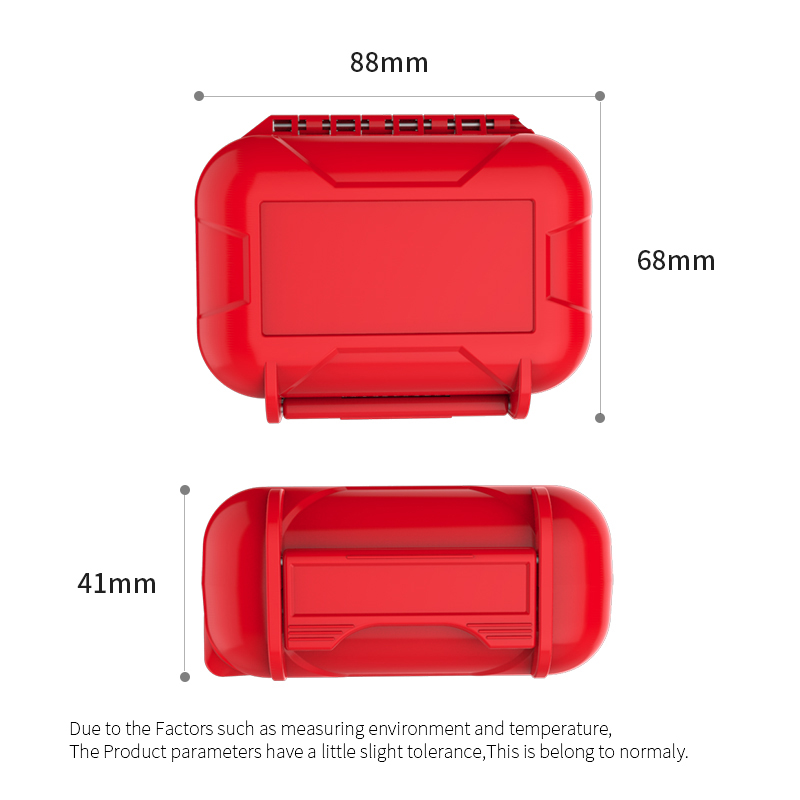 88mm
68mm
41mm
Due to the Factors such as measuring environment and temperature,
The Product parameters have a little slight tolerance,This is belong to normaly.